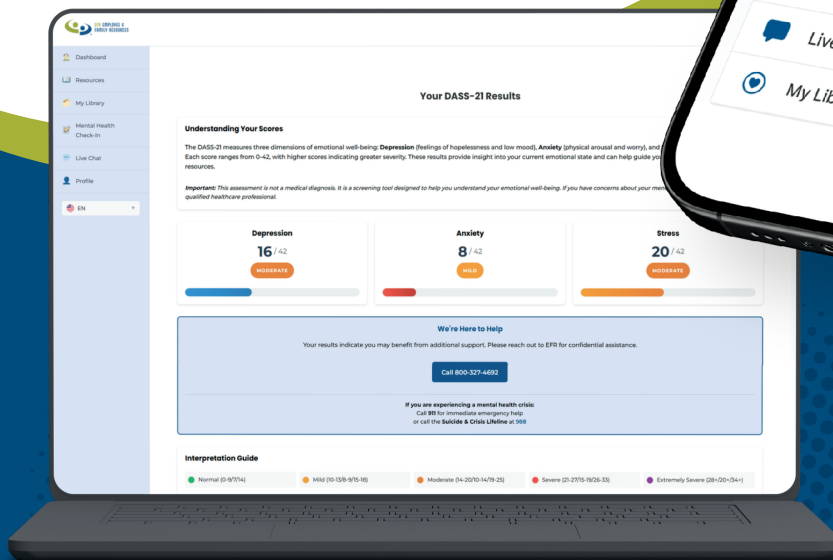 EFR EMPLOYEE &
FAMILY RESOURCES
Dashboard
Resources
My Library
Mental Health
Check-In
Live Chat
Profile
EN
Your DASS-21 Results
Understanding Your Scores
The DASS-21 measures three dimensions of emotional well-being: Depression (feelings of hopelessness and low mood), Anxiety (physical arousal and worry), and
Each score ranges from 0-42, with higher scores indicating greater severity. These results provide insight into your current emotional state and can help guide you
resources.
Important: This assessment is not a medical diagnosis. It is a screening tool designed to help you understand your emotional well-being. If you have concerns about your
qualified healthcare professional.
Depression
16 / 42
MODERATE
Anxiety
8 / 42
MILD
Stress
20 / 42
MODERATE
We're Here to Help
Your results indicate you may benefit from additional support. Please reach out to EFR for confidential assistance.
Call 800-327-4692
If you are experiencing a mental health crisis:
Call 911 for immediate emergency help
or call the Suicide & Crisis Lifeline at 988
Interpretation Guide
Normal (0-9/7/14)
Mild (10-13/8-9/15-18)
Moderate (14-20/10-14/19-25)
Severe (21-27/15-19/26-33)
Extremely Severe (28+/20+/34+)
Live
My Lib